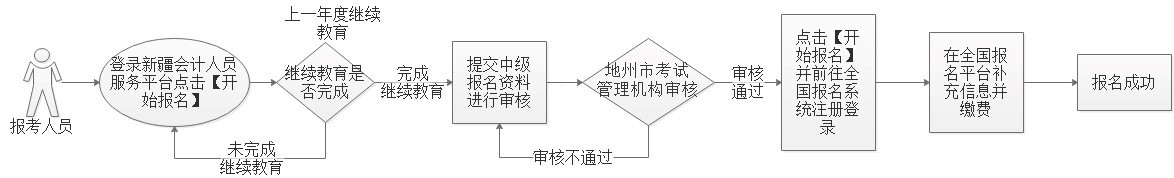 报考人员
登录新疆会计人员
服务平台点击【开
始报名】
上一年度继续
教育
继续教育是
否完成
未完成
继续教育
完成
继续教育
提交中级
报名资料
进行审核
地州市考试
管理机构审核
审核不通过
审核
通过
点击【开
始报名】
并前往全
国报名系
统注册登
录
在全国报
名平台补
充信息并
缴费
报名成功